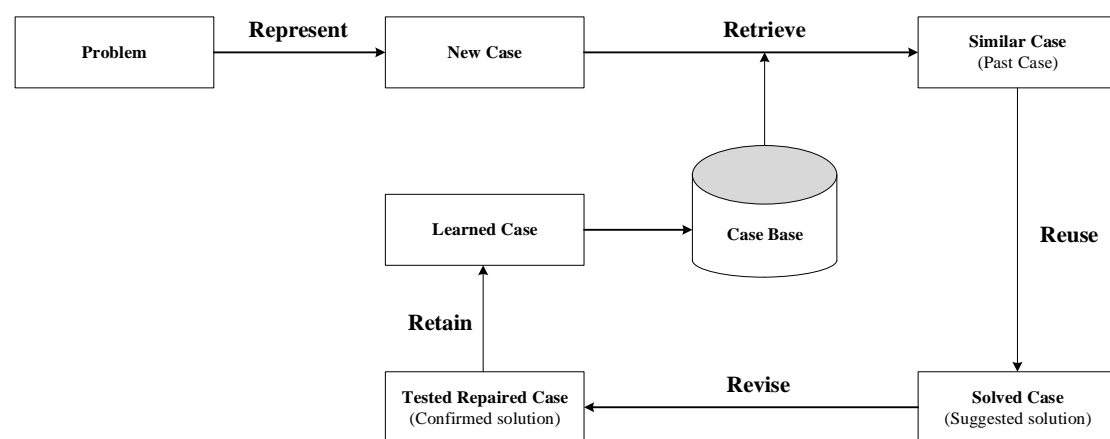 Represent
Retrieve
Problem
New Case
Similar Case
(Past Case)
Learned Case
Case Base
Reuse
Retain
Revise
Tested Repaired Case
(Confirmed solution)
Solved Case
(Suggested solution)